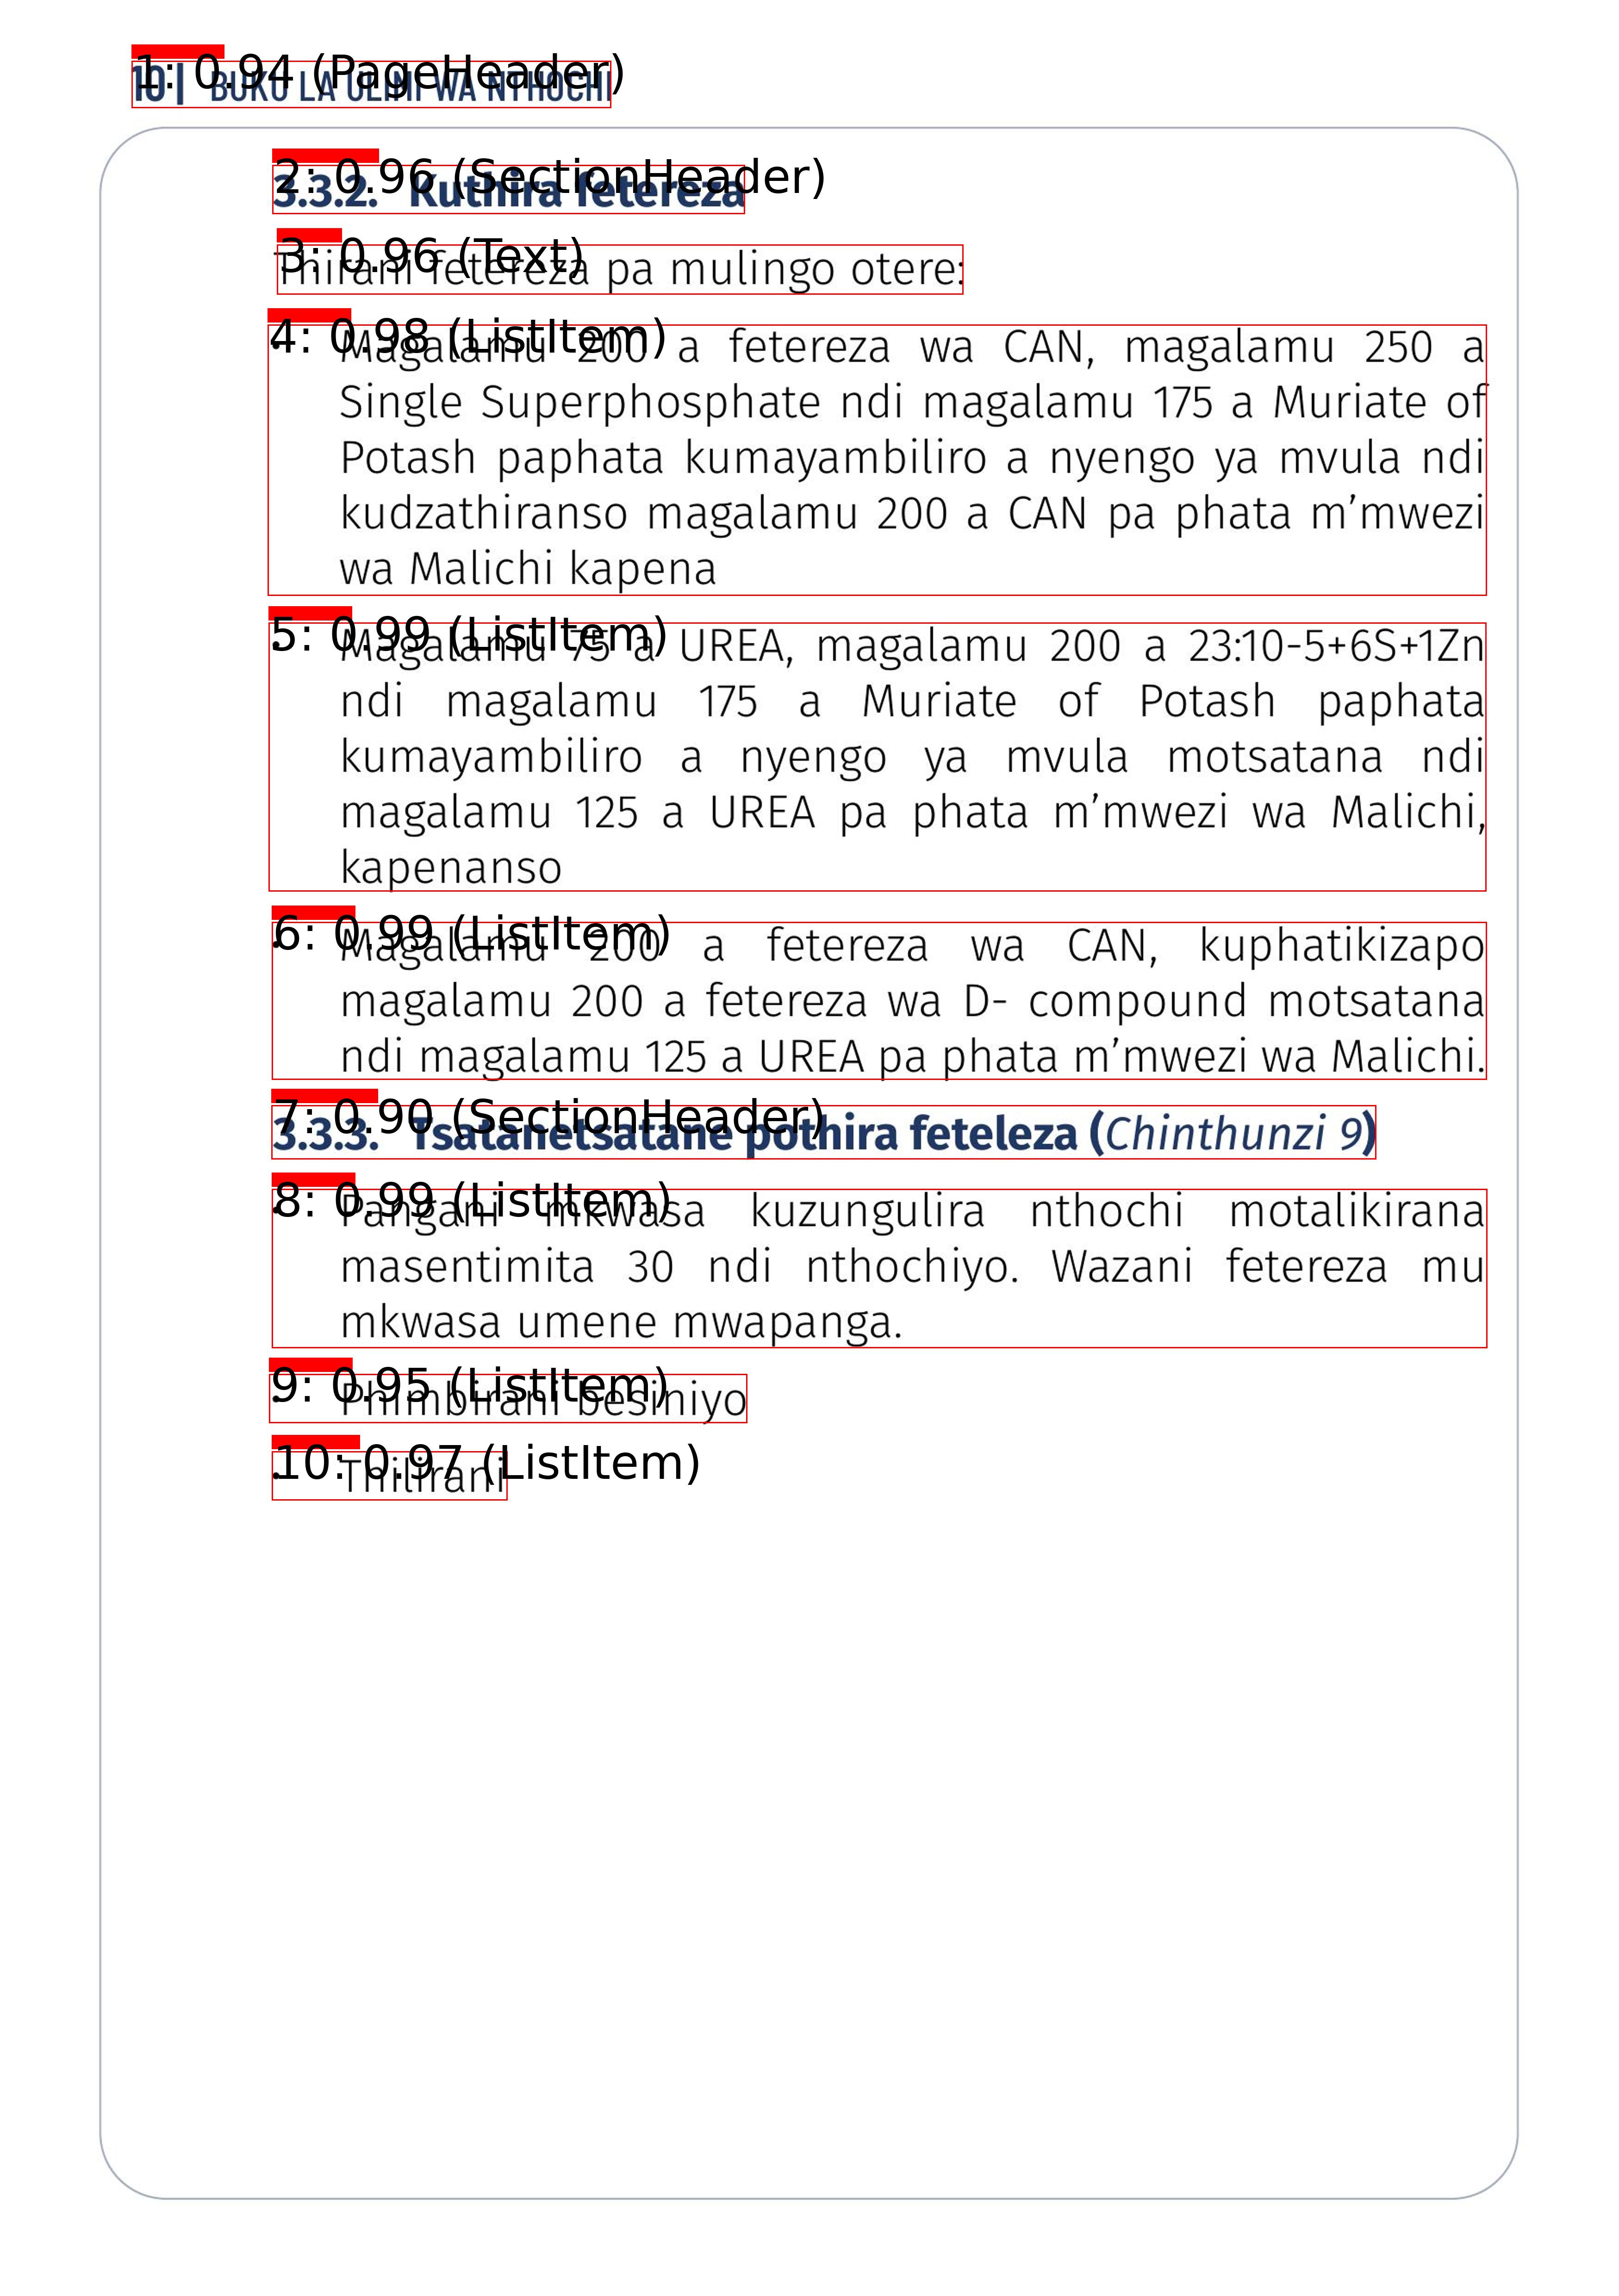 1: 0.94 (PageHeader)
10| BUKU LA ULIMI WA NTHOCHI
2: 0.96 (SectionHeader)
3.3.2. Kuthira fetereza
3: 0.96 (Text)
Thirani fetereza pa mulingo otere:
4: 0.98 (ListItem)
• Magalamu 200 a fetereza wa CAN, magalamu 250 a
Single Superphosphate ndi magalamu 175 a Muriate of
Potash paphata kumayambiliro a nyengo ya mvula ndi
kudzathiranso magalamu 200 a CAN pa phata m’mwezi
wa Malichi kapena
5: 0.99 (ListItem)
• Magalamu 75 a UREA, magalamu 200 a 23:10-5+6S+1Zn
ndi magalamu 175 a Muriate of Potash paphata
kumayambiliro a nyengo ya mvula motsatana ndi
magalamu 125 a UREA pa phata m’mwezi wa Malichi,
kapenanso
6: 0.99 (ListItem)
• Magalamu 200 a fetereza wa CAN, kuphatikizapo
magalamu 200 a fetereza wa D- compound motsatana
ndi magalamu 125 a UREA pa phata m’mwezi wa Malichi.
7: 0.90 (SectionHeader)
3.3.3. Tsatanetsatane pothira feteleza (Chinthunzi 9)
8: 0.99 (ListItem)
• Pangani mkwasa kuzungulira nthochi motalikirana
masentimita 30 ndi nthochiyo. Wazani fetereza mu
mkwasa umene mwapanga.
9: 0.95 (ListItem)
• Phimbirani besiniyo
10: 0.97 (ListItem)
• Thilirani